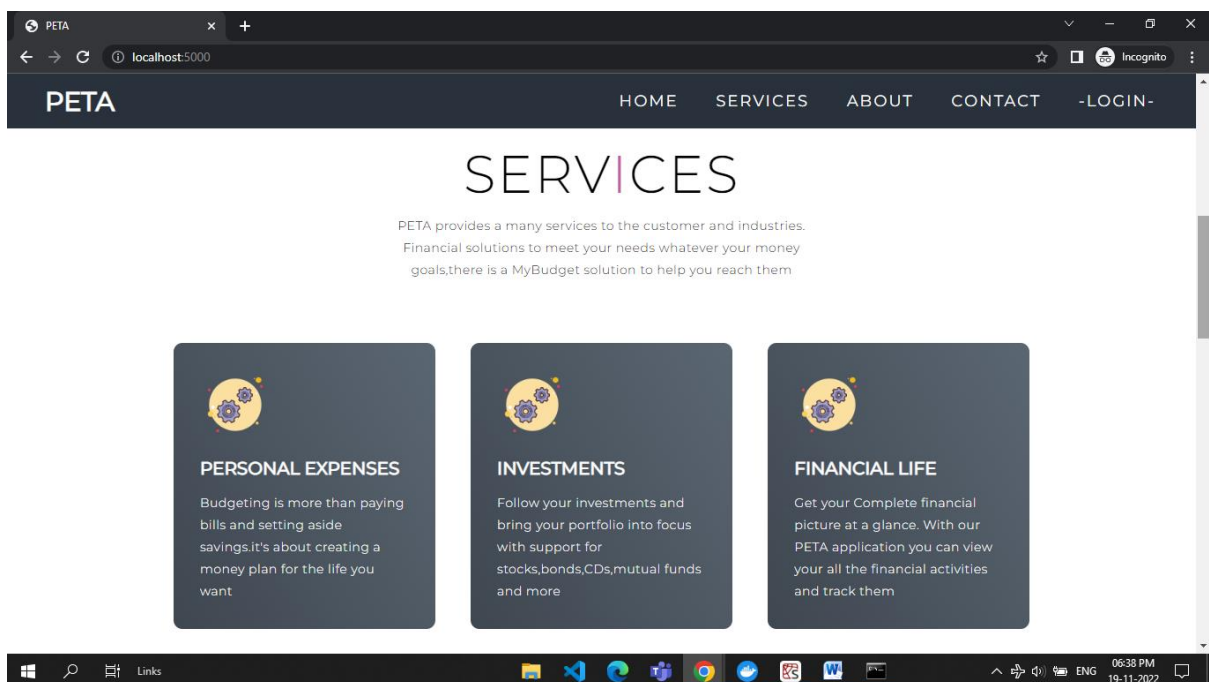 PETA
localhost:5000
Incognito
PETA
HOME SERVICES ABOUT CONTACT -LOGIN-
SERVICES
PETA provides a many services to the customer and industries.
Financial solutions to meet your needs whatever your money
goals,there is a MyBudget solution to help you reach them
PERSONAL EXPENSES
Budgeting is more than paying
bills and setting aside
savings.it's about creating a
money plan for the life you
want
INVESTMENTS
Follow your investments and
bring your portfolio into focus
with support for
stocks,bonds,CDs,mutual funds
and more
FINANCIAL LIFE
Get your Complete financial
picture at a glance. With our
PETA application you can view
your all the financial activities
and track them
Links
ENG
06:38 PM
19-11-2022